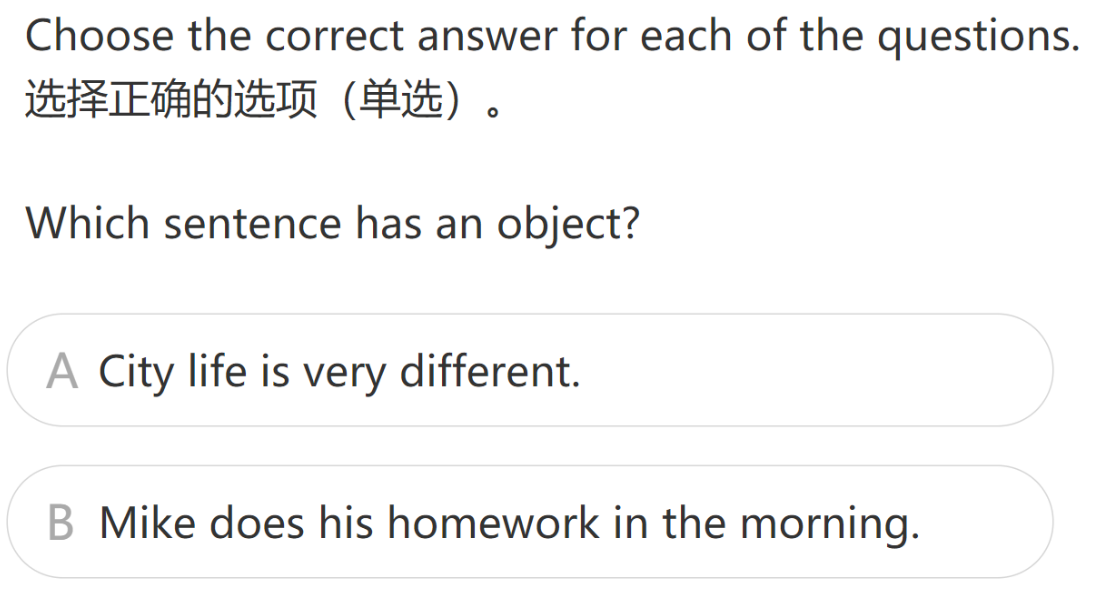 Choose the correct answer for each of the questions.
选择正确的选项（单选）。
Which sentence has an object?
A City life is very different.
B Mike does his homework in the morning.